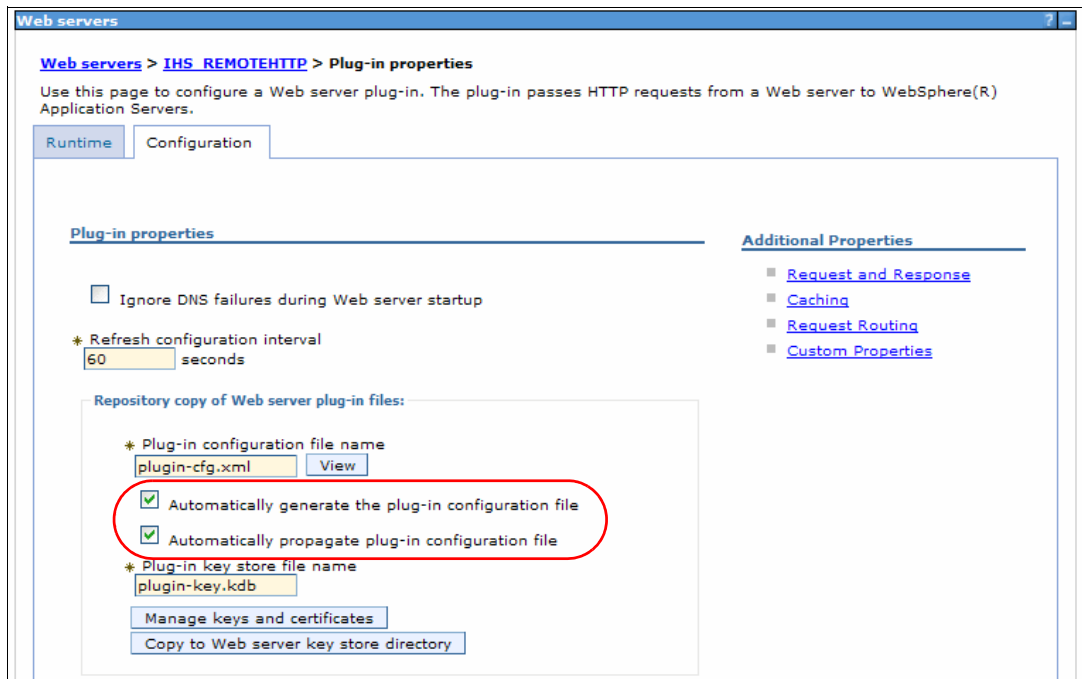 Web servers
? _
Web servers > IHS_REMOTEHTTP > Plug-in properties
Use this page to configure a Web server plug-in. The plug-in passes HTTP requests from a Web server to WebSphere(R)
Application Servers.
Runtime
Configuration
Plug-in properties
Ignore DNS failures during Web server startup
* Refresh configuration interval
60 seconds
Repository copy of Web server plug-in files:
* Plug-in configuration file name
plugin-cfg.xml View
Automatically generate the plug-in configuration file
Automatically propagate plug-in configuration file
* Plug-in key store file name
plugin-key.kdb
Manage keys and certificates
Copy to Web server key store directory
Additional Properties
Request and Response
Caching
Request Routing
Custom Properties